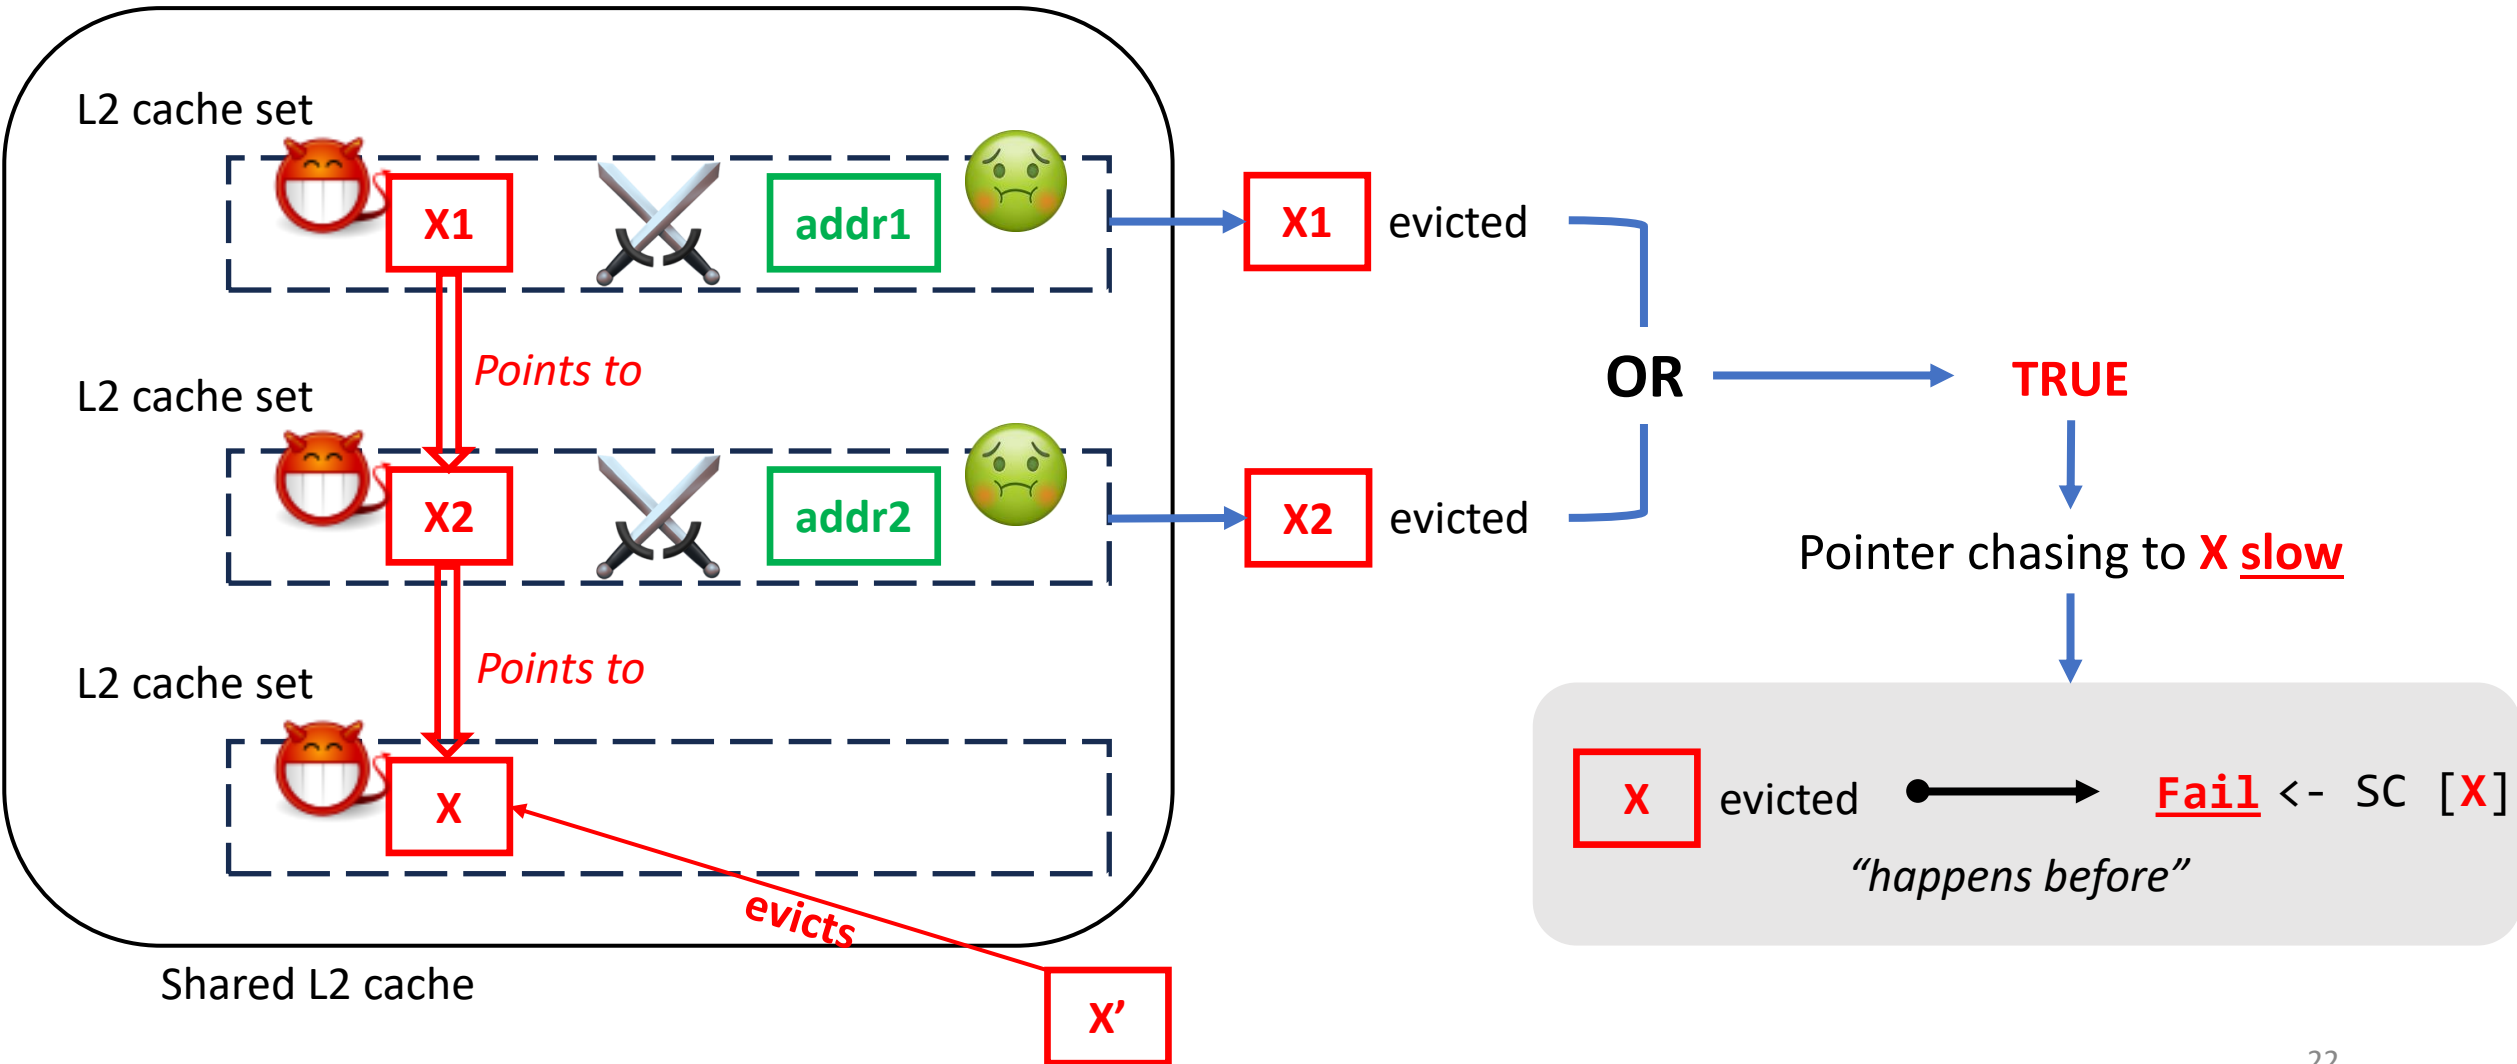 L2 cache set
X1
addr1
X1 evicted
Points to
L2 cache set
X2
addr2
X2 evicted
Points to
L2 cache set
X
evicts
X’
Shared L2 cache
OR
TRUE
Pointer chasing to X slow
X evicted
Fail <- SC [X]
“happens before”
22